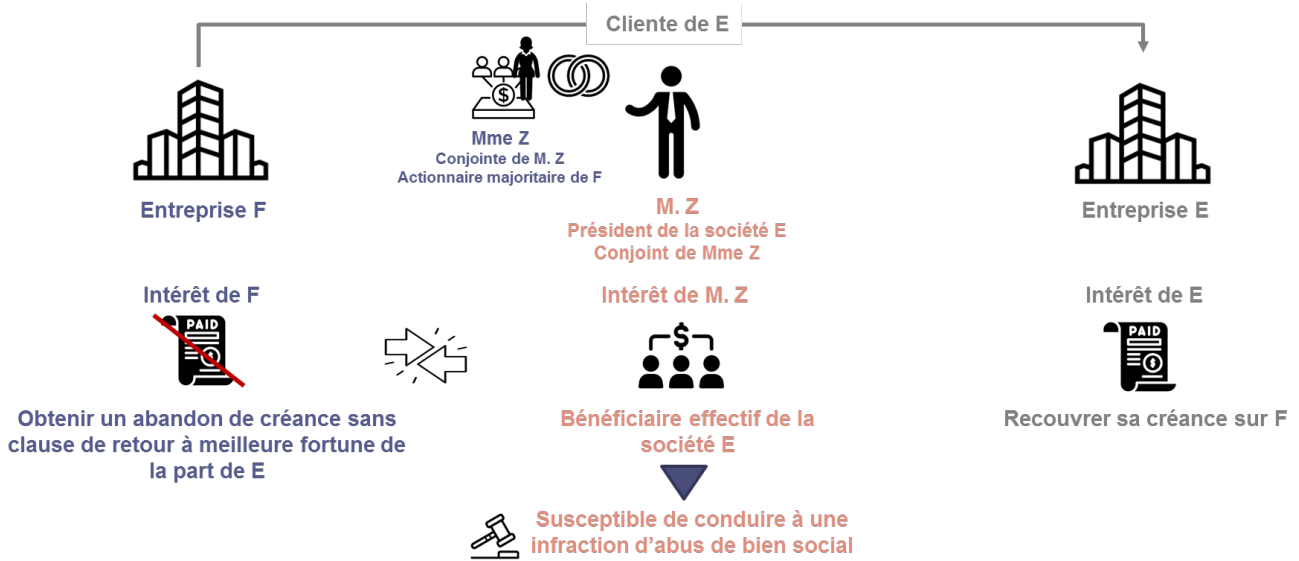 Cliente de E
Mme Z
Conjointe de M. Z
Actionnaire majoritaire de F
Entreprise F
M. Z
Président de la société E
Conjoint de Mme Z
Entreprise E
Intérêt de F
Intérêt de M. Z
Intérêt de E
PAID
$
$
PAID
$
$
Obtenir un abandon de créance sans
clause de retour à meilleure fortune de
la part de E
Bénéficiaire effectif de la
société E
Recouvrer sa créance sur F
Susceptible de conduire à une
infraction d’abus de bien social